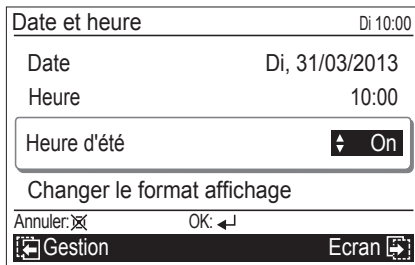 Date et heure Di 10:00
Date Di, 31/03/2013
Heure 10:00
Heure d'été On
Changer le format affichage
Annuler: OK:
Gestion Ecran